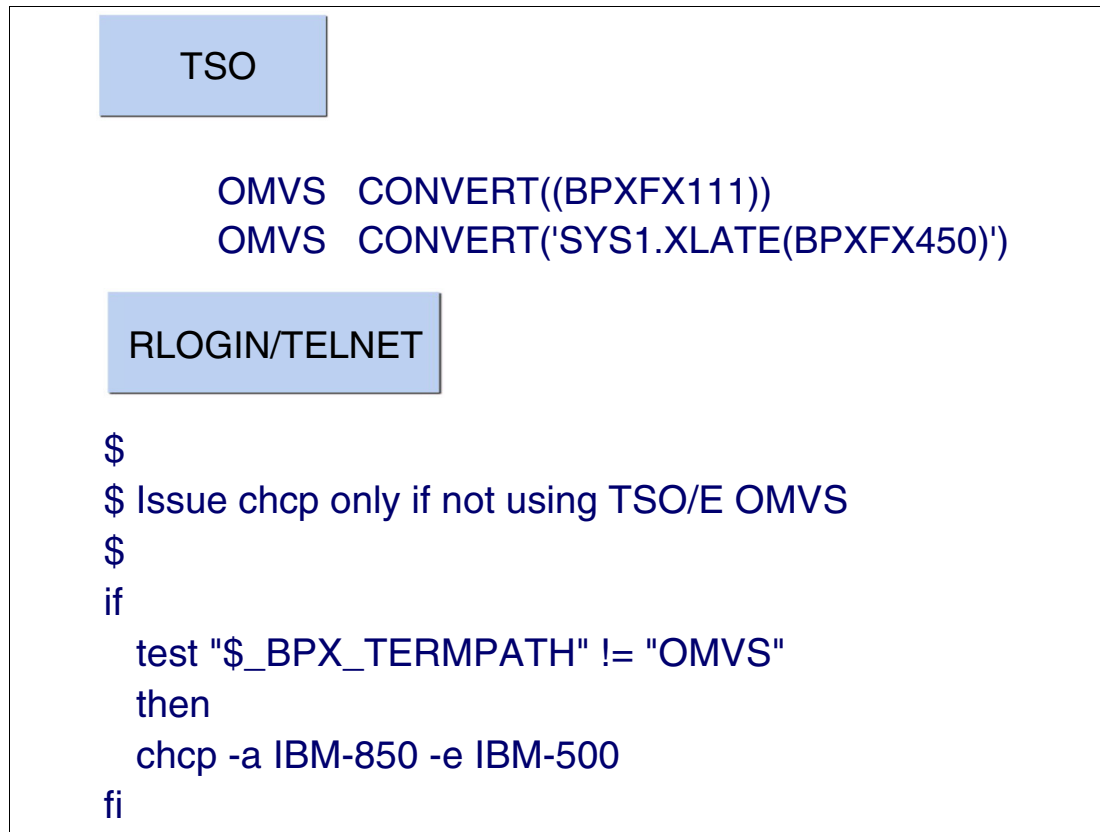 TSO
OMVS CONVERT((BPXFX111))
OMVS CONVERT('SYS1.XLATE(BPXFX450)')
RLOGIN/TELNET
$
$ Issue chcp only if not using TSO/E OMVS
$
if
test "$_BPX_TERMPATH" != "OMVS"
then
chcp -a IBM-850 -e IBM-500
fi